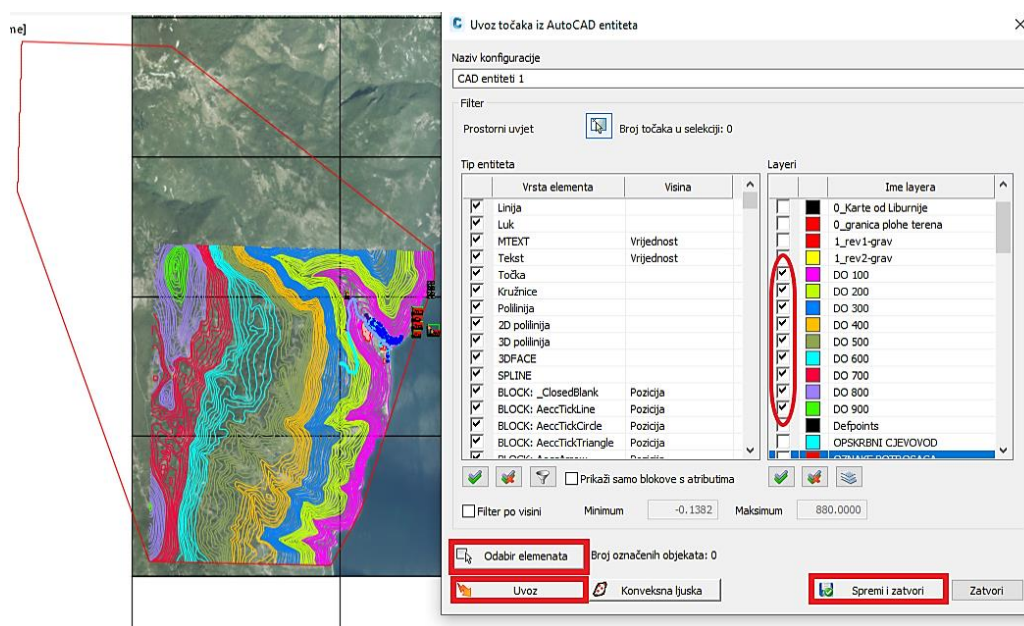 me]
Uvoz točaka iz AutoCAD entiteta
Naziv konfiguracije
CAD entiteti 1
Filter
Prostorni uvjet
Broj točaka u selekciji: 0
Tip entiteta
Vrsta elementa Visina
Linija
Luk
MTEXT Vrijednost
Tekst Vrijednost
Točka
Kružnice
Polilinija
2D polilinija
3D polilinija
3DFACE
SPLINE
BLOCK: _ClosedBlank Pozicija
BLOCK: AeccTickLine Pozicija
BLOCK: AeccTickCircle Pozicija
BLOCK: AeccTickTriangle Pozicija
Layeri
Ime layera
0_Karte od Liburnije
0_granica plohe terena
1_rev1-grav
1_rev2-grav
DO 100
DO 200
DO 300
DO 400
DO 500
DO 600
DO 700
DO 800
DO 900
Defpoints
OPSKRBNI CJEVOVOD
Prikaži samo blokove s atributima
Filter po visini Minimum -0.1382 Maksimum 880.0000
Odabir elemenata Broj označenih objekata: 0
Uvoz Konveksna ljuska Spremi i zatvori Zatvori